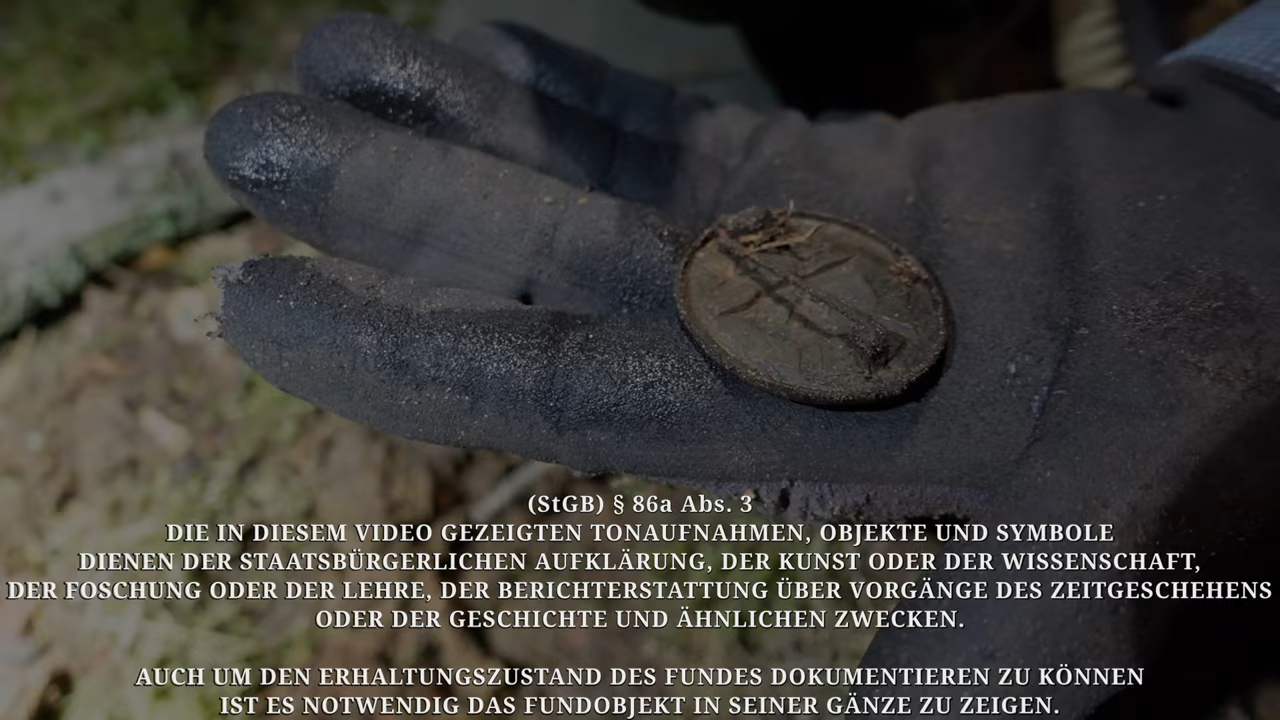 (StGB) § 86a Abs. 3
DIE IN DIESEM VIDEO GEZEIGTEN TONAUFNAHMEN, OBJEKTE UND SYMBOLE
DIENEN DER STAATSBÜRGERLICHEN AUFKLÄRUNG, DER KUNST ODER DER WISSENSCHAFT,
DER FOSCHUNG ODER DER LEHRE, DER BERICHTERSTATTUNG ÜBER VORGÄNGE DES ZEITGESCHEHENS
ODER DER GESCHICHTE UND ÄHNLICHEN ZWECKEN.
AUCH UM DEN ERHALTUNGSZUSTAND DES FUNDES DOKUMENTIEREN ZU KÖNNEN
IST ES NOTWENDIG DAS FUNDOBJEKT IN SEINER GÄNZE ZU ZEIGEN.